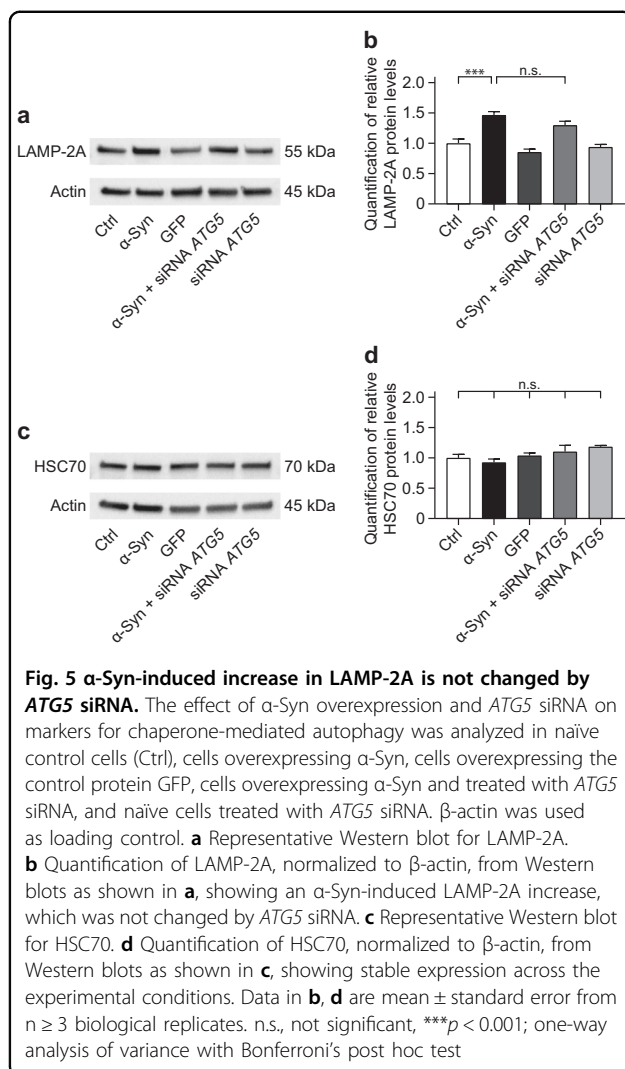 a
LAMP-2A
55 kDa
Actin
45 kDa
Ctrl
α-Syn
GFP
α-Syn + siRNA ATG5
siRNA ATG5
b
Quantification of relative
LAMP-2A protein levels
2.0
1.5
1.0
0.5
0
***
n.s.
Ctrl
α-Syn
GFP
α-Syn + siRNA ATG5
siRNA ATG5
c
HSC70
70 kDa
Actin
45 kDa
Ctrl
α-Syn
GFP
α-Syn + siRNA ATG5
siRNA ATG5
d
Quantification of relative
HSC70 protein levels
2.0
1.5
1.0
0.5
0
n.s.
Ctrl
α-Syn
GFP
α-Syn + siRNA ATG5
siRNA ATG5
Fig. 5 α-Syn-induced increase in LAMP-2A is not changed by
ATG5 siRNA. The effect of α-Syn overexpression and ATG5 siRNA on
markers for chaperone-mediated autophagy was analyzed in naïve
control cells (Ctrl), cells overexpressing α-Syn, cells overexpressing the
control protein GFP, cells overexpressing α-Syn and treated with ATG5
siRNA, and naïve cells treated with ATG5 siRNA. β-actin was used
as loading control. a Representative Western blot for LAMP-2A.
b Quantification of LAMP-2A, normalized to β-actin, from Western
blots as shown in a, showing an α-Syn-induced LAMP-2A increase,
which was not changed by ATG5 siRNA. c Representative Western blot
for HSC70. d Quantification of HSC70, normalized to β-actin, from
Western blots as shown in c, showing stable expression across the
experimental conditions. Data in b, d are mean ± standard error from
n ≥ 3 biological replicates. n.s., not significant, ***p < 0.001; one-way
analysis of variance with Bonferroni's post hoc test